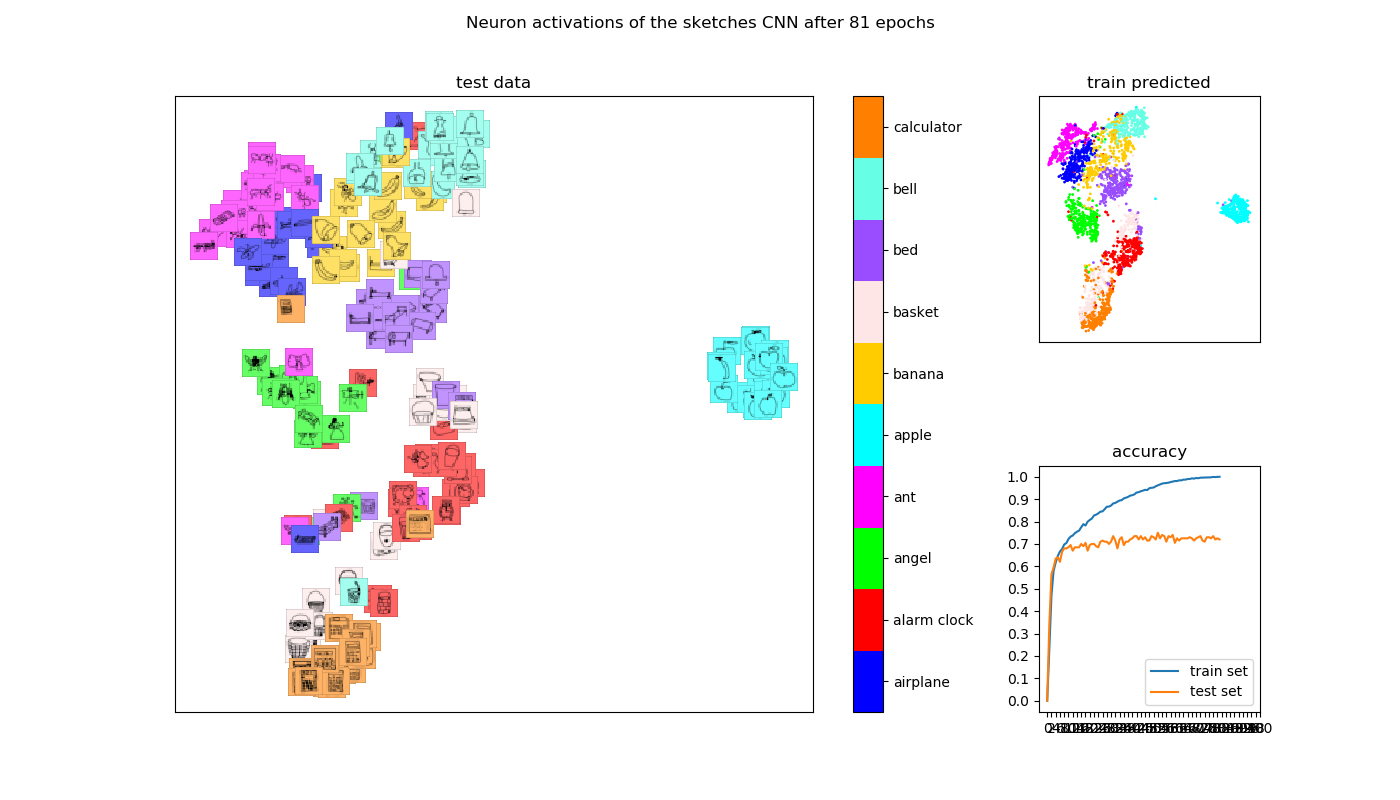 Neuron activations of the sketches CNN after 81 epochs
test data
calculator
bell
bed
basket
banana
apple
ant
angel
alarm clock
airplane
train predicted
accuracy
1.0
0.9
0.8
0.7
0.6
0.5
0.4
0.3
0.2
0.1
0.0
train set
test set